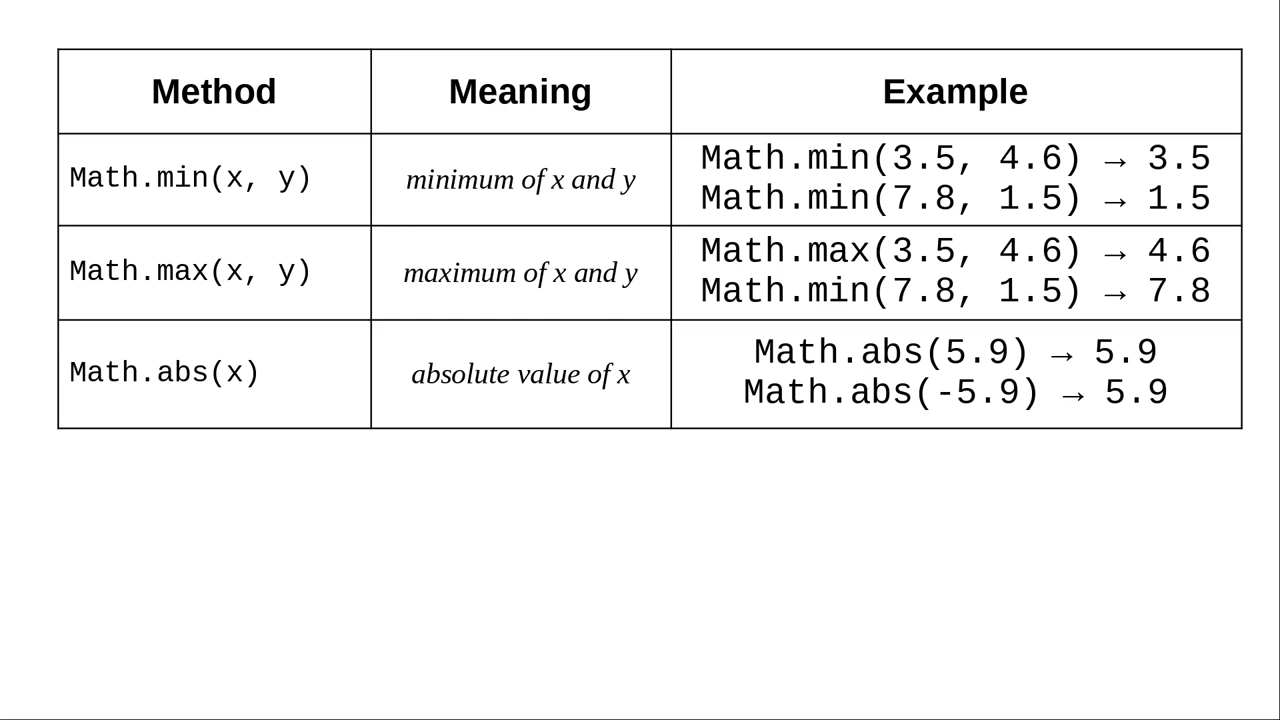 Method Meaning Example
Math.min(x, y) minimum of x and y Math.min(3.5, 4.6) → 3.5
Math.min(7.8, 1.5) → 1.5
Math.max(x, y) maximum of x and y Math.max(3.5, 4.6) → 4.6
Math.min(7.8, 1.5) → 7.8
Math.abs(x) absolute value of x Math.abs(5.9) → 5.9
Math.abs(-5.9) → 5.9